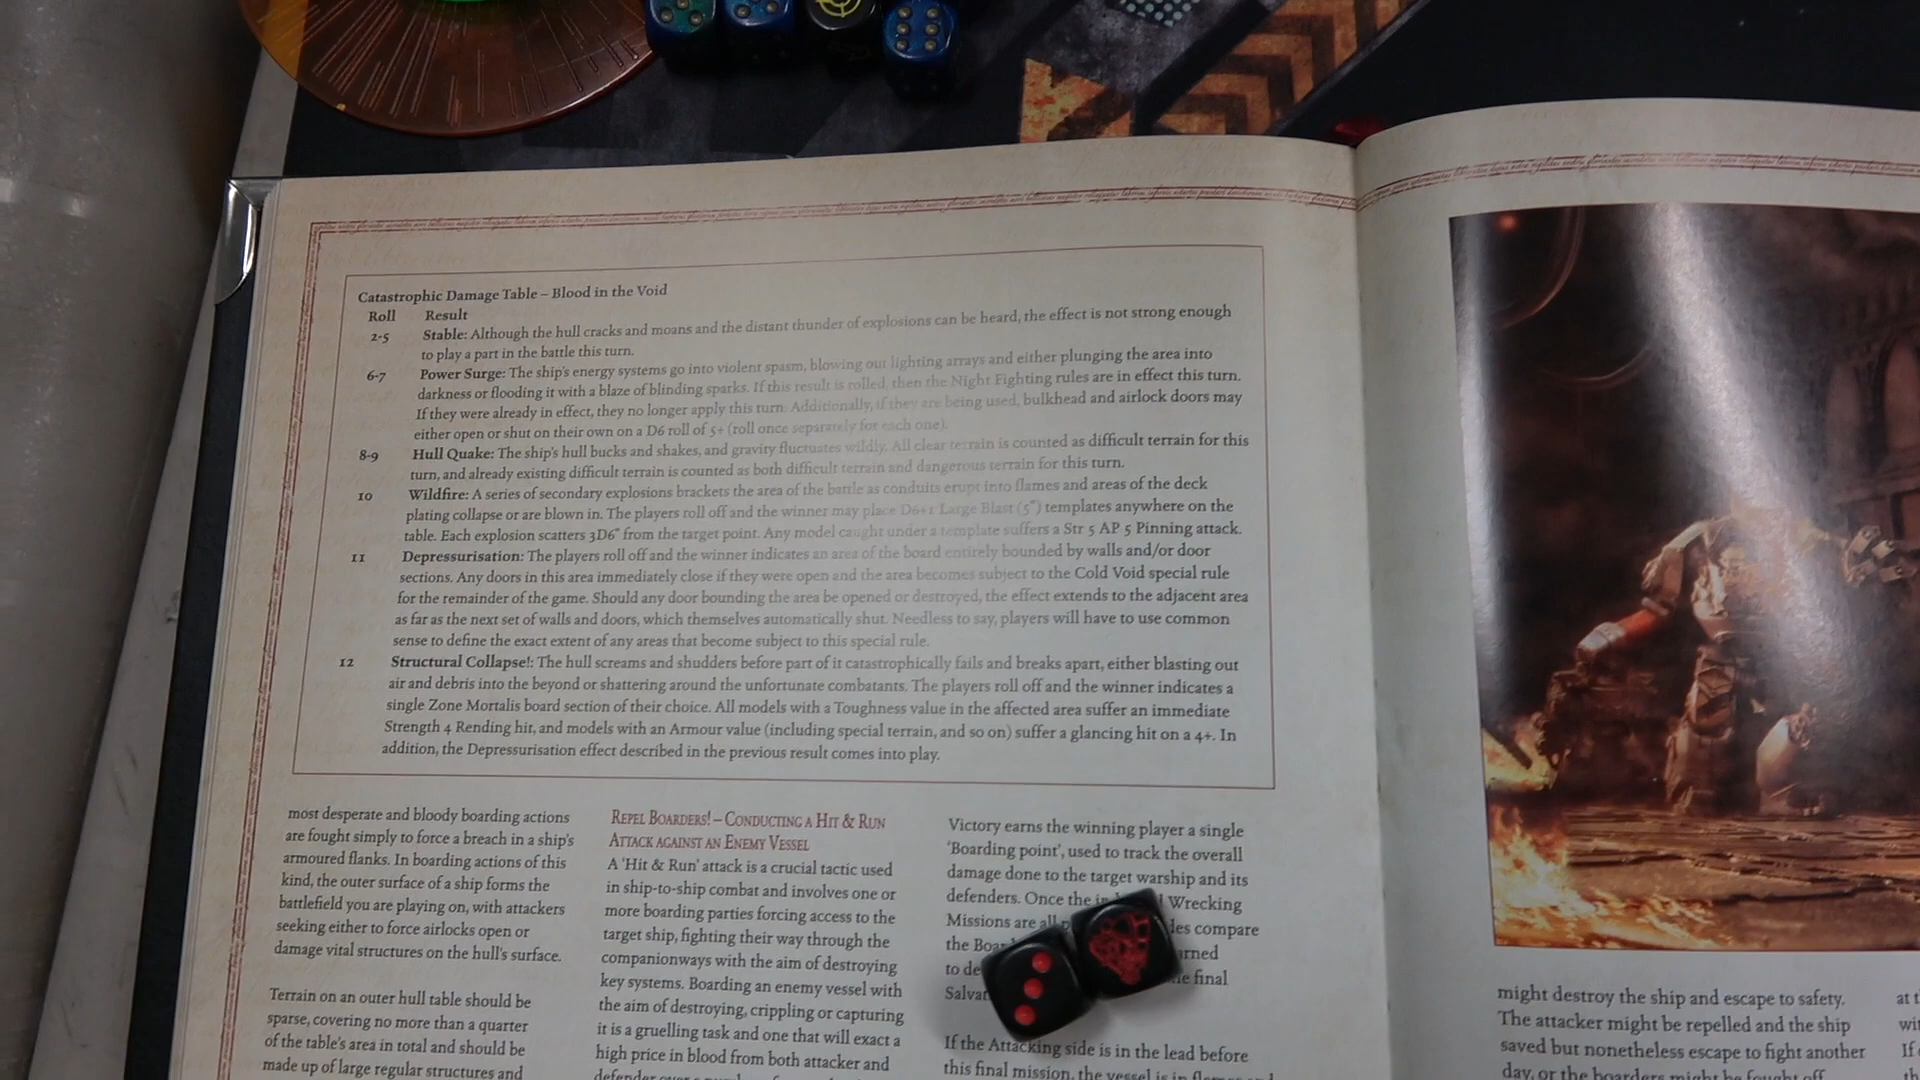 Catastrophic Damage Table – Blood in the Void
Roll Result
2-5 Stable: Although the hull cracks and moans and the distant thunder of explosions can be heard, the effect is not strong enough
to play a part in the battle this turn.
6-7 Power Surge: The ship's energy systems go into violent spasm, blowing out lighting arrays and either plunging the area into
darkness or flooding it with a blaze of blinding sparks. If this result is rolled, then the Night Fighting rules are in effect this turn.
If they were already in effect, they no longer apply this turn. Additionally, if they are being used, bulkhead and airlock doors may
either open or shut on their own on a D6 roll of 5+ (roll once separately for each one).
8-9 Hull Quake: The ship's hull bucks and shakes, and gravity fluctuates wildly. All clear terrain is counted as difficult terrain for this
turn, and already existing difficult terrain is counted as both difficult terrain and dangerous terrain for this turn.
10 Wildfire: A series of secondary explosions brackets the area of the battle as conduits erupt into flames and areas of the deck
plating collapse or are blown in. The players roll off and the winner may place D6+1 Large Blast (5") templates anywhere on the
table. Each explosion scatters 3D6" from the target point. Any model caught under a template suffers a Str 5 AP 5 Pinning attack.
11 Depressurisation: The players roll off and the winner indicates an area of the board entirely bounded by walls and/or door
sections. Any doors in this area immediately close if they were open and the area becomes subject to the Cold Void special rule
for the remainder of the game. Should any door bounding the area be opened or destroyed, the effect extends to the adjacent area
as far as the next set of walls and doors, which themselves automatically shut. Needless to say, players will have to use common
sense to define the exact extent of any areas that become subject to this special rule.
12 Structural Collapse!: The hull screams and shudders before part of it catastrophically fails and breaks apart, either blasting out
air and debris into the beyond or shattering around the unfortunate combatants. The players roll off and the winner indicates a
single Zone Mortalis board section of their choice. All models with a Toughness value in the affected area suffer an immediate
Strength 4 Rending hit, and models with an Armour value (including special terrain, and so on) suffer a glancing hit on a 4+. In
addition, the Depressurisation effect described in the previous result comes into play.
most desperate and bloody boarding actions
are fought simply to force a breach in a ship's
armoured flanks. In boarding actions of this
kind, the outer surface of a ship forms the
battlefield you are playing on, with attackers
seeking either to force airlocks open or
damage vital structures on the hull's surface.
Terrain on an outer hull table should be
sparse, covering no more than a quarter
of the table's area in total and should be
made up of large regular structures and
Repel Boarders! – Conducting a Hit & Run
Attack against an Enemy Vessel
A 'Hit & Run' attack is a crucial tactic used
in ship-to-ship combat and involves one or
more boarding parties forcing access to the
target ship, fighting their way through the
companionways with the aim of destroying
key systems. Boarding an enemy vessel with
the aim of destroying, crippling or capturing
it is a gruelling task and one that will exact a
high price in blood from both attacker and
Victory earns the winning player a single
'Boarding point', used to track the overall
damage done to the target warship and its
defenders. Once the Wrecking
Missions are compare
the
to
final
If the Attacking side is in the lead before
this final mission, the vessel is in
might destroy the ship and escape to safety.
The attacker might be repelled and the ship
saved but nonetheless escape to fight another
day, or the boarders might be fought off